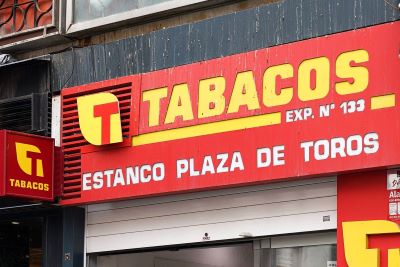 TABACOS
EXP. Nº 133
ESTANCO PLAZA DE TOROS
TABACOS